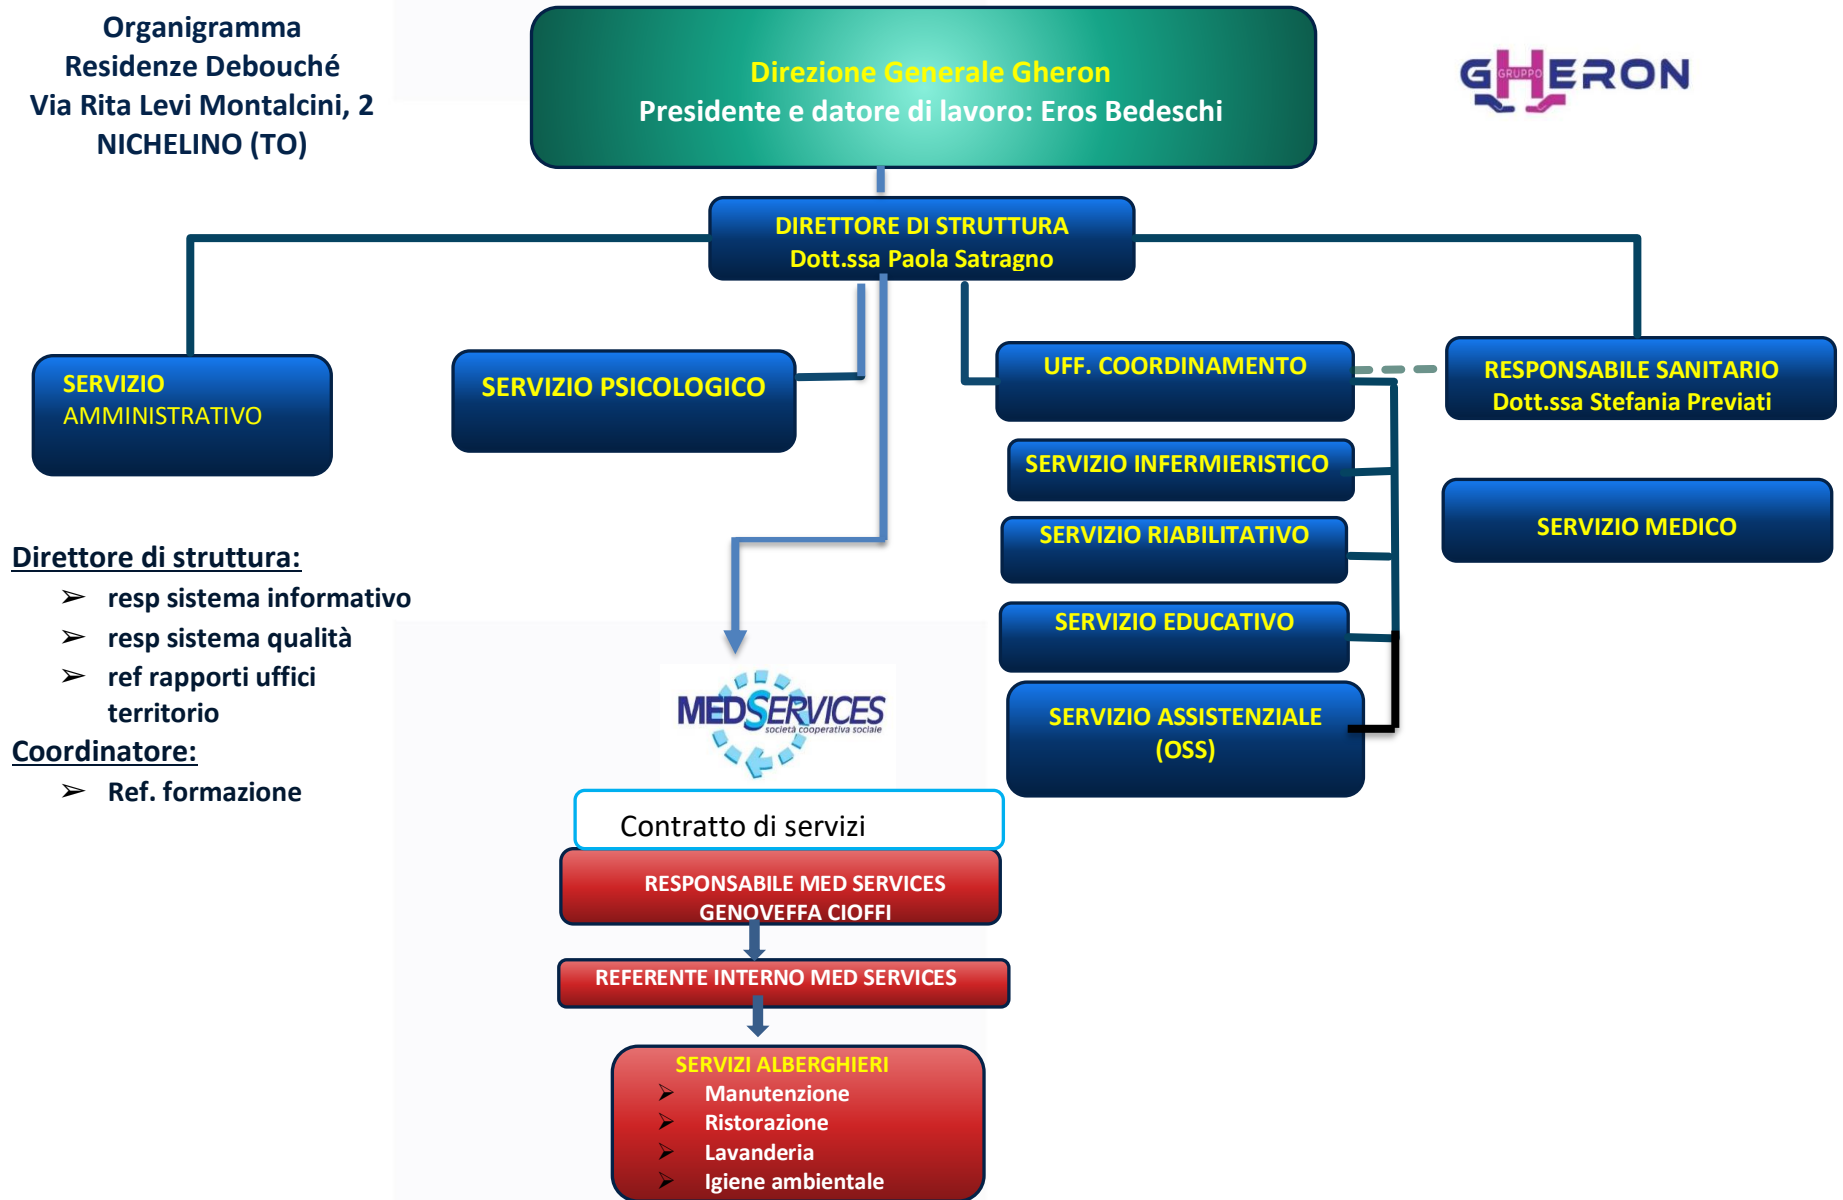 Organigramma
Residenze Debouché
Via Rita Levi Montalcini, 2
NICHELINO (TO)
Direzione Generale Gheron
Presidente e datore di lavoro: Eros Bedeschi
GHERON
GRUPPO
DIRETTORE DI STRUTTURA
Dott.ssa Paola Satragno
SERVIZIO
AMMINISTRATIVO
SERVIZIO PSICOLOGICO
UFF. COORDINAMENTO
RESPONSABILE SANITARIO
Dott.ssa Stefania Previati
SERVIZIO INFERMIERISTICO
SERVIZIO RIABILITATIVO
SERVIZIO EDUCATIVO
SERVIZIO ASSISTENZIALE
(OSS)
SERVIZIO MEDICO
Direttore di struttura:
➢ resp sistema informativo
➢ resp sistema qualità
➢ ref rapporti uffici
territorio
Coordinatore:
➢ Ref. formazione
MEDSERVICES
società cooperativa sociale
Contratto di servizi
RESPONSABILE MED SERVICES
GENOVEFFA CIOFFI
REFERENTE INTERNO MED SERVICES
SERVIZI ALBERGHIERI
➢ Manutenzione
➢ Ristorazione
➢ Lavanderia
➢ Igiene ambientale